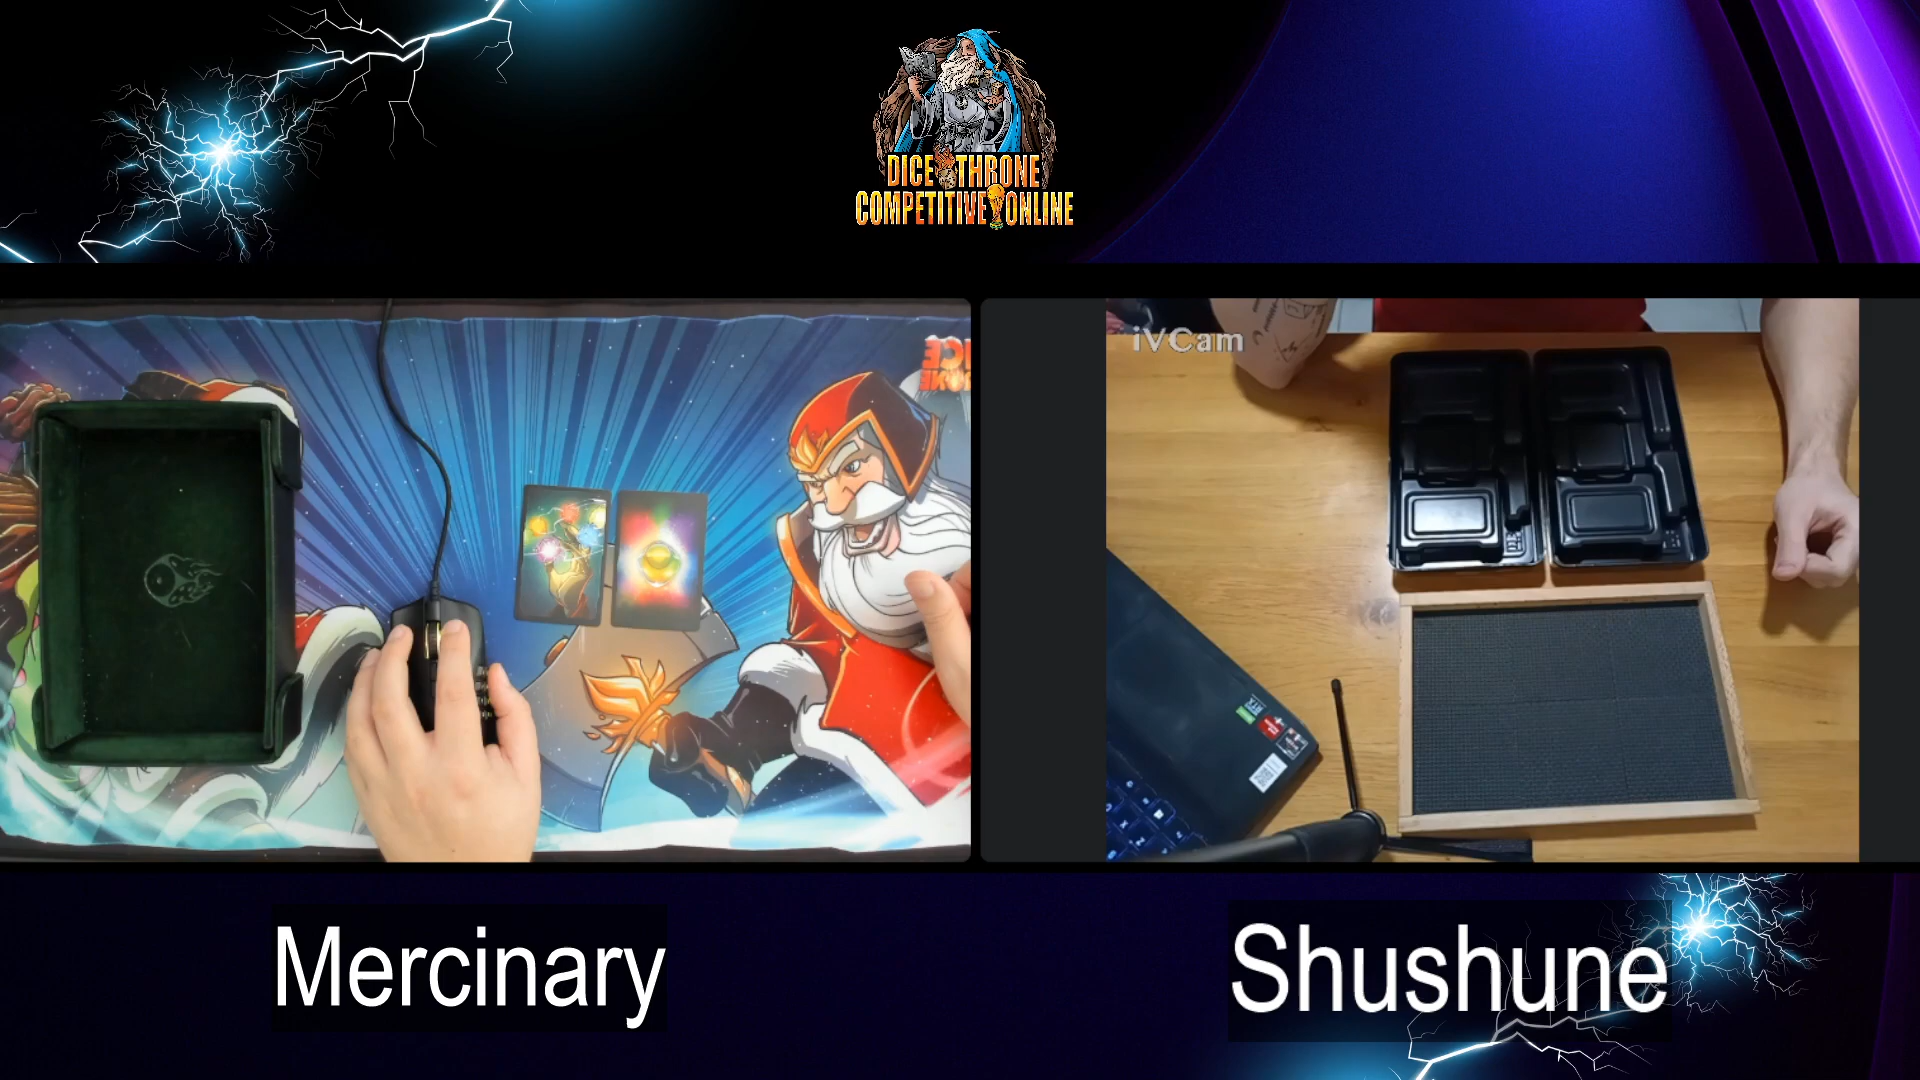 DICE THRONE
COMPETITIVE ONLINE
iVCam
Mercinary
Shushune